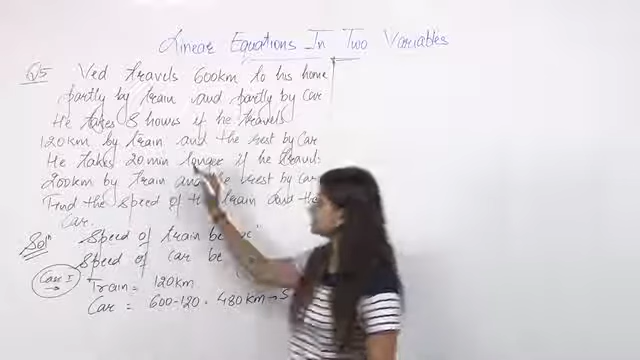 Linear Equations In Two Variables
Q5 Ved travels 600km to his home
partly by train and partly by car
He takes 8 hours if he travels
120km by train and the rest by car
He takes 20min longer if he travels
200km by train and the rest by car
Find the speed of the train and the
car.
Solⁿ Speed of train be
Speed of car be
Case I Train = 120km
Car = 600-120 = 480km → S